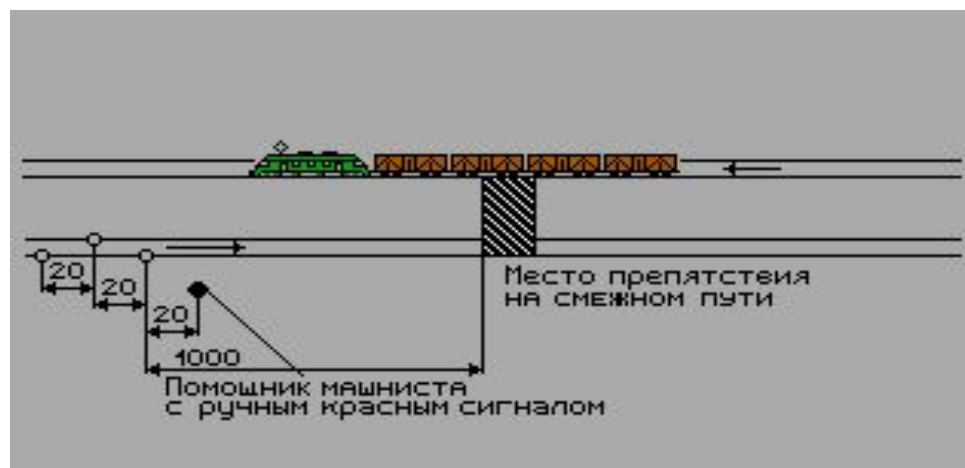 20
20
20
1000
Место препятствия
на смежном пути
Помощник машниста
с ручным красным сигналом